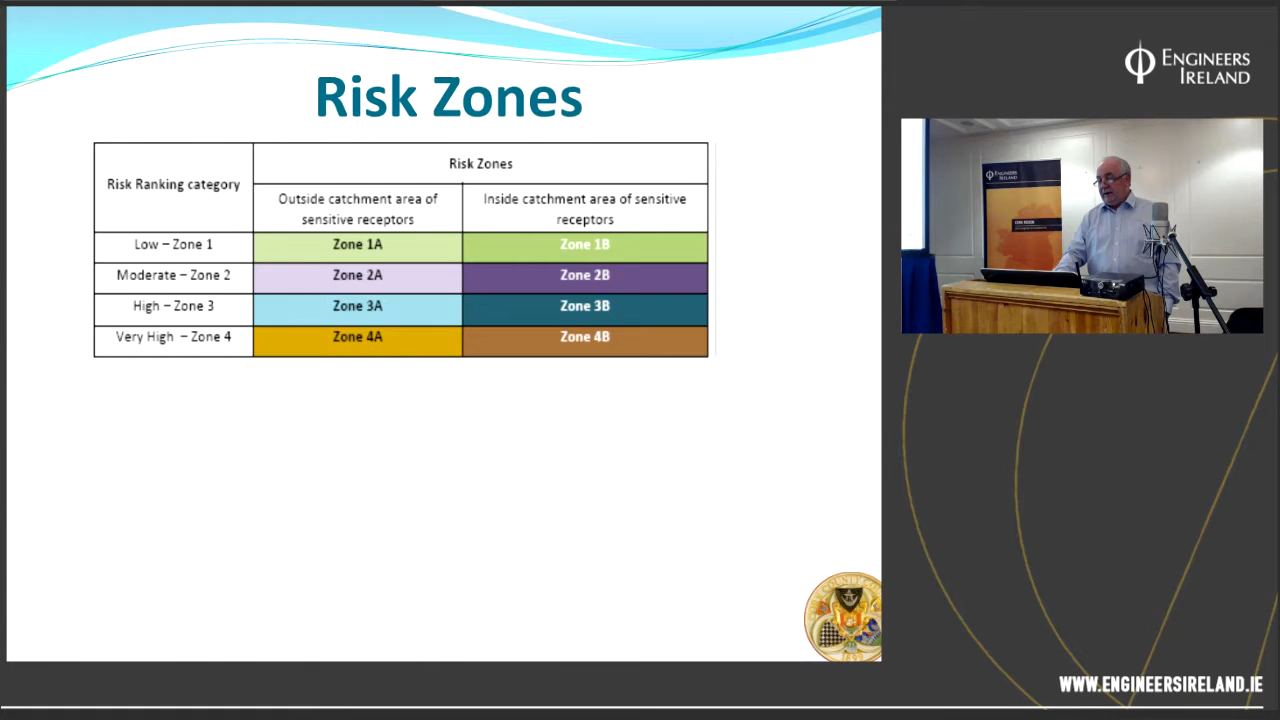 Risk Zones
Risk Ranking category
Risk Zones
Outside catchment area of
sensitive receptors
Inside catchment area of sensitive
receptors
Low – Zone 1
Zone 1A
Zone 1B
Moderate – Zone 2
Zone 2A
Zone 2B
High – Zone 3
Zone 3A
Zone 3B
Very High – Zone 4
Zone 4A
Zone 4B
ENGINEERS
IRELAND
ENGINEERS
IRELAND
WWW.ENGINEERSIRELAND.IE